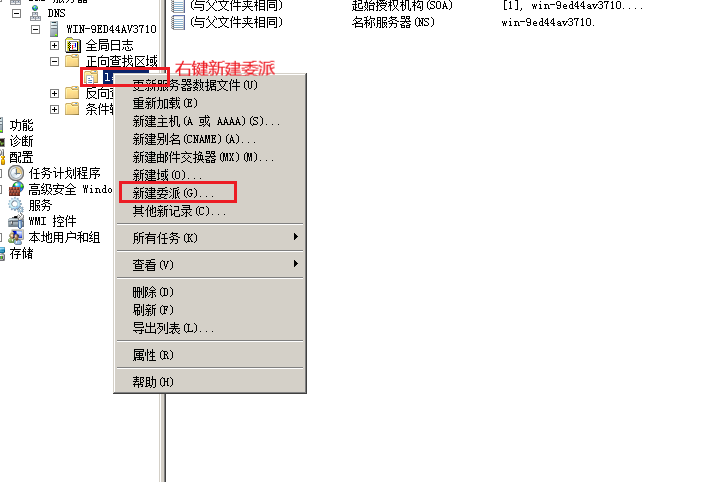 DNS
WIN-9ED44AV3710
全局日志
正向查找区域
条件
功能
诊断
配置
任务计划程序
高级安全 Windo
服务
WMI 控件
本地用户和组
存储
(与父文件夹相同) 起始授权机构(SOA) [1], win-9ed44av3710....
(与父文件夹相同) 名称服务器(NS) win-9ed44av3710.
右键新建委派
更新服务器数据文件(U)
重新加载(E)
新建主机(A 或 AAAA)(S)...
新建别名(CNAME)(A)...
新建邮件交换器(MX)(M)...
新建域(O)...
新建委派(G)...
其他新记录(C)...
所有任务(K)
查看(V)
删除(D)
刷新(F)
导出列表(L)...
属性(R)
帮助(H)